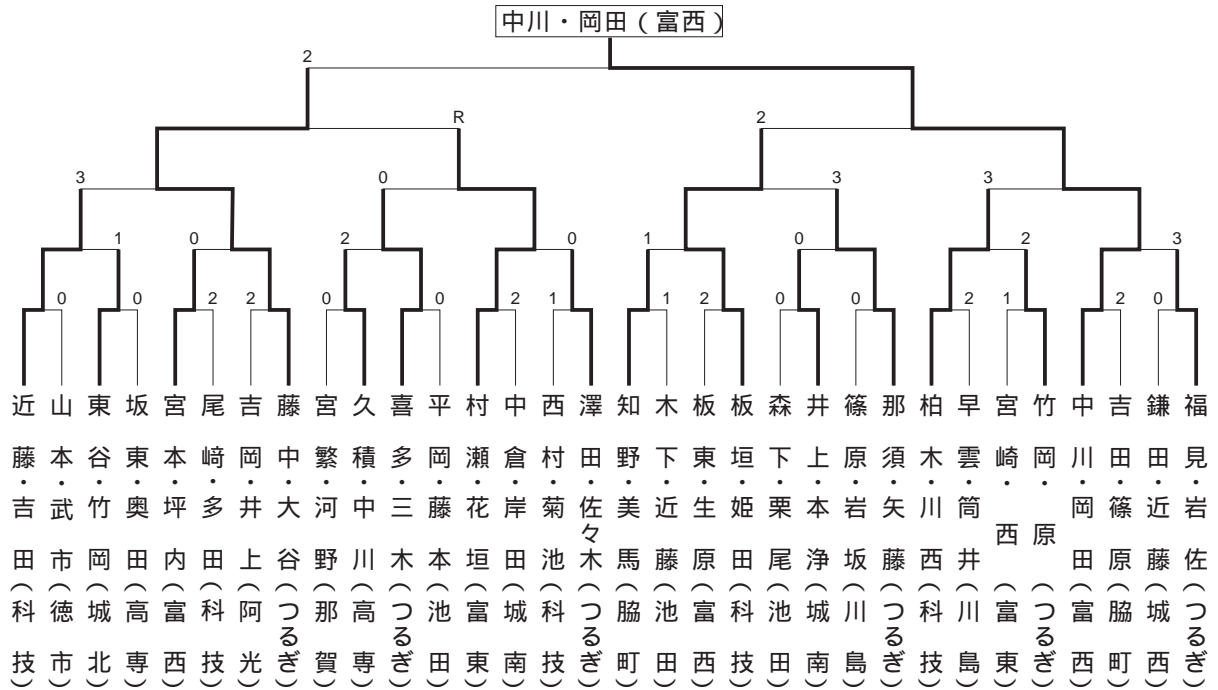 中川・岡田(富西)
2
R 2
3 0 3 3
1 0 2 0 1 0 2 3
0 0 2 2 0 0 2 1 1 2 0 0 2 1 2 0
近藤・吉田(科技)
山本・武市(徳市)
東谷・竹岡(城北)
坂東・奥田(高専)
宮本・坪内(富西)
尾﨑・多田(科技)
吉岡・井上(阿光)
藤中・大谷(つるぎ)
宮繁・河野(那賀)
久積・中川(高専)
喜多・三木(つるぎ)
平岡・藤本(池田)
村瀬・花垣(富東)
中倉・岸田(城南)
西村・菊池(科技)
澤田・佐々木(つるぎ)
知野・美馬(脇町)
木下・近藤(池田)
板東・生原(富西)
板垣・姫田(科技)
森下・栗尾(池田)
井上・本浄(城南)
篠原・岩坂(川島)
那須・矢藤(つるぎ)
柏木・川西(科技)
早雲・筒井(川島)
宮崎・西(富東)
竹岡・原(つるぎ)
中川・岡田(富西)
吉田・篠原(脇町)
鎌田・近藤(城西)
福見・岩佐(つるぎ)